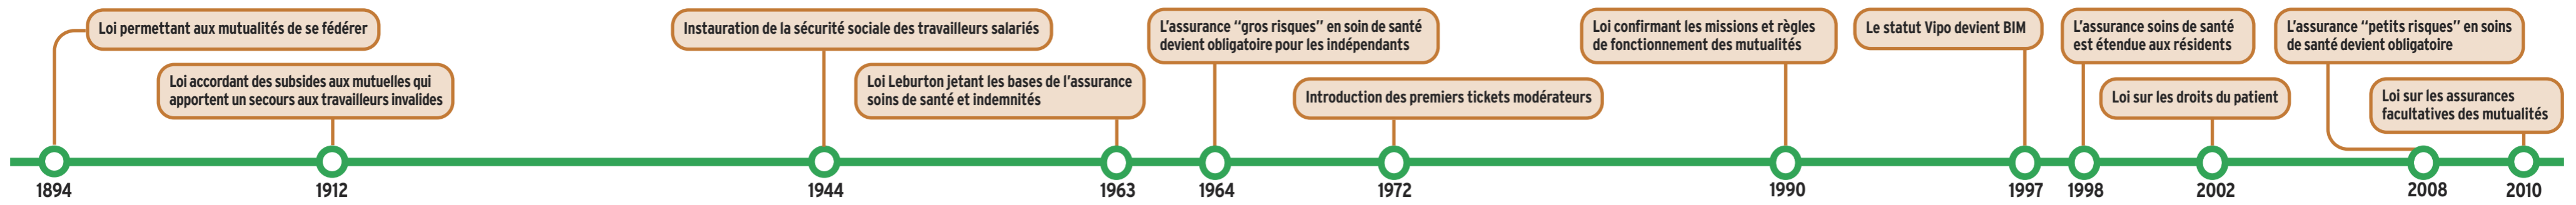 Loi permettant aux mutualités de se fédérer
Loi accordant des subsides aux mutuelles qui
apportent un secours aux travailleurs invalides
Instauration de la sécurité sociale des travailleurs salariés
Loi Leburton jetant les bases de l'assurance
soins de santé et indemnités
L'assurance "gros risques" en soin de santé
devient obligatoire pour les indépendants
Introduction des premiers tickets modérateurs
Loi confirmant les missions et règles
de fonctionnement des mutualités
Le statut Vipo devient BIM
L'assurance soins de santé
est étendue aux résidents
Loi sur les droits du patient
L'assurance "petits risques" en soins
de santé devient obligatoire
Loi sur les assurances
facultatives des mutualités
1894
1912
1944
1963
1964
1972
1990
1997
1998
2002
2008
2010